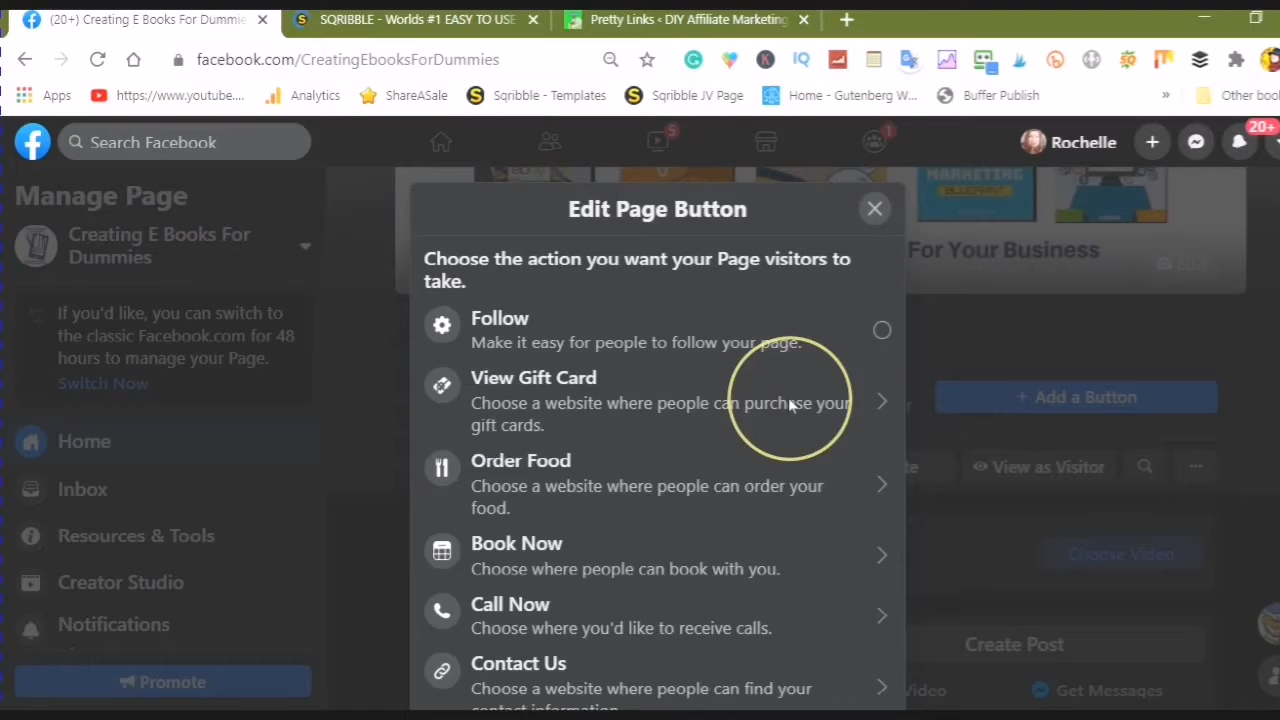 (20+) Creating E Books For Dummie
SQRIBBLE - Worlds #1 EASY TO USE
Pretty Links ‹ DIY Affiliate Marketing
facebook.com/CreatingEbooksForDummies
Apps
https://www.youtube....
Analytics
ShareASale
Sqribble - Templates
Sqribble JV Page
Home - Gutenberg W...
Buffer Publish
»
Other boo
Search Facebook
5
1
Rochelle
20+
Manage Page
Creating E Books For
Dummies
If you'd like, you can switch to
the classic Facebook.com for 48
hours to manage your Page.
Switch Now
Home
Inbox
Resources & Tools
Creator Studio
Notifications
Promote
MARKETING
BLUEPRINT
For Your Business
Edit
Edit Page Button
Choose the action you want your Page visitors to
take.
Follow
Make it easy for people to follow your page.
View Gift Card
Choose a website where people can purchase your
gift cards.
Order Food
Choose a website where people can order your
food.
Book Now
Choose where people can book with you.
Call Now
Choose where you'd like to receive calls.
Contact Us
Choose a website where people can find your
contact information.
+ Add a Button
View as Visitor
Choose Video
Create Post
Get Messages